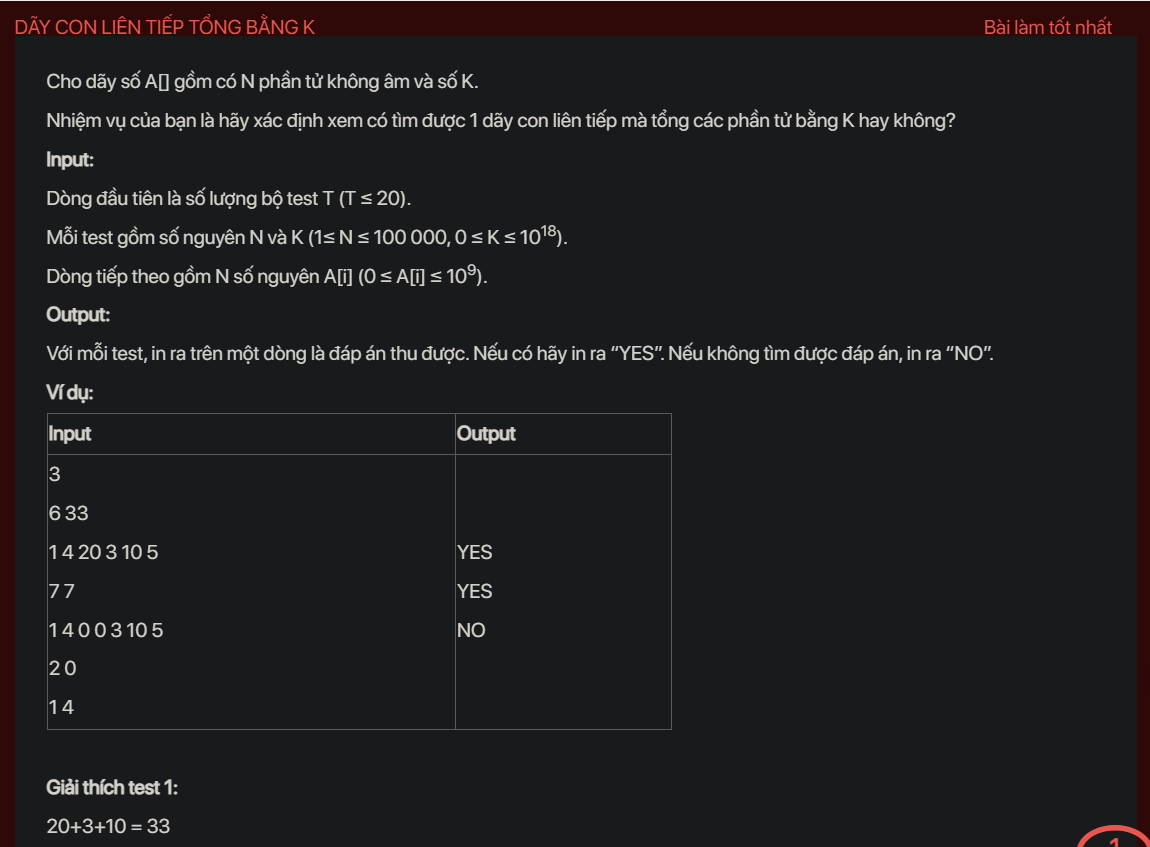 DÃY CON LIÊN TIẾP TỔNG BẰNG K
Bài làm tốt nhất
Cho dãy số A[] gồm có N phần tử không âm và số K.
Nhiệm vụ của bạn là hãy xác định xem có tìm được 1 dãy con liên tiếp mà tổng các phần tử bằng K hay không?
Input:
Dòng đầu tiên là số lượng bộ test T (T ≤ 20).
Mỗi test gồm số nguyên N và K (1≤ N ≤ 100 000, 0 ≤ K ≤ 10^18).
Dòng tiếp theo gồm N số nguyên A[i] (0 ≤ A[i] ≤ 10^9).
Output:
Với mỗi test, in ra trên một dòng là đáp án thu được. Nếu có hãy in ra “YES”. Nếu không tìm được đáp án, in ra “NO”.
Ví dụ:
Input Output
3
6 33
1 4 20 3 10 5 YES
7 7 YES
1 4 0 0 3 10 5 NO
2 0
1 4
Giải thích test 1:
20+3+10 = 33
1